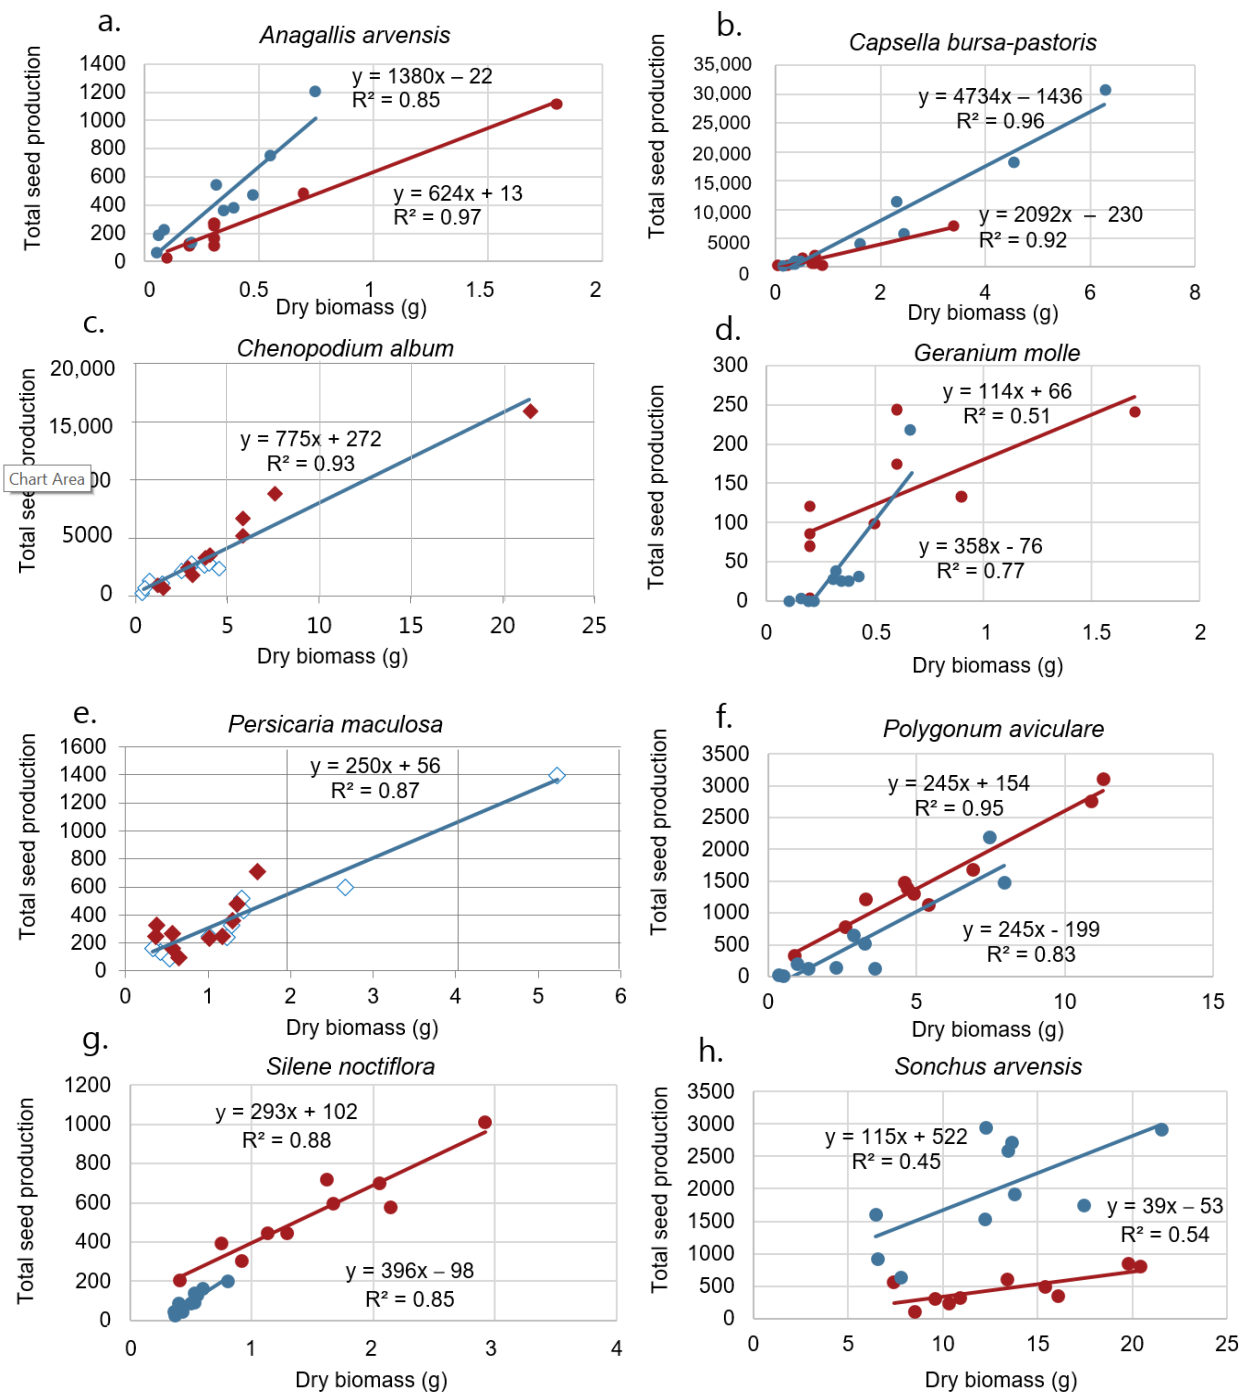 a.
Anagallis arvensis
Total seed production
1400
1200
1000
800
600
400
200
0
y = 1380x – 22
R² = 0.85
y = 624x + 13
R² = 0.97
0 0.5 1 1.5 2
Dry biomass (g)
b.
Capsella bursa-pastoris
Total seed production
35,000
30,000
25,000
20,000
15,000
10,000
5000
0
y = 4734x – 1436
R² = 0.96
y = 2092x – 230
R² = 0.92
0 2 4 6 8
Dry biomass (g)
c.
Chenopodium album
20,000
15,000
5000
0
Chart Area
y = 775x + 272
R² = 0.93
0 5 10 15 20 25
Dry biomass (g)
d.
Geranium molle
Total seed production
300
250
200
150
100
50
0
y = 114x + 66
R² = 0.51
y = 358x - 76
R² = 0.77
0 0.5 1 1.5 2
Dry biomass (g)
e.
Persicaria maculosa
Total seed production
1600
1400
1200
1000
800
600
400
200
0
y = 250x + 56
R² = 0.87
0 1 2 3 4 5 6
Dry biomass (g)
f.
Polygonum aviculare
Total seed production
3500
3000
2500
2000
1500
1000
500
0
y = 245x + 154
R² = 0.95
y = 245x - 199
R² = 0.83
0 5 10 15
Dry biomass (g)
g.
Silene noctiflora
Total seed production
1200
1000
800
600
400
200
0
y = 293x + 102
R² = 0.88
y = 396x – 98
R² = 0.85
0 1 2 3 4
Dry biomass (g)
h.
Sonchus arvensis
Total seed production
3500
3000
2500
2000
1500
1000
500
0
y = 115x + 522
R² = 0.45
y = 39x – 53
R² = 0.54
0 5 10 15 20 25
Dry biomass (g)